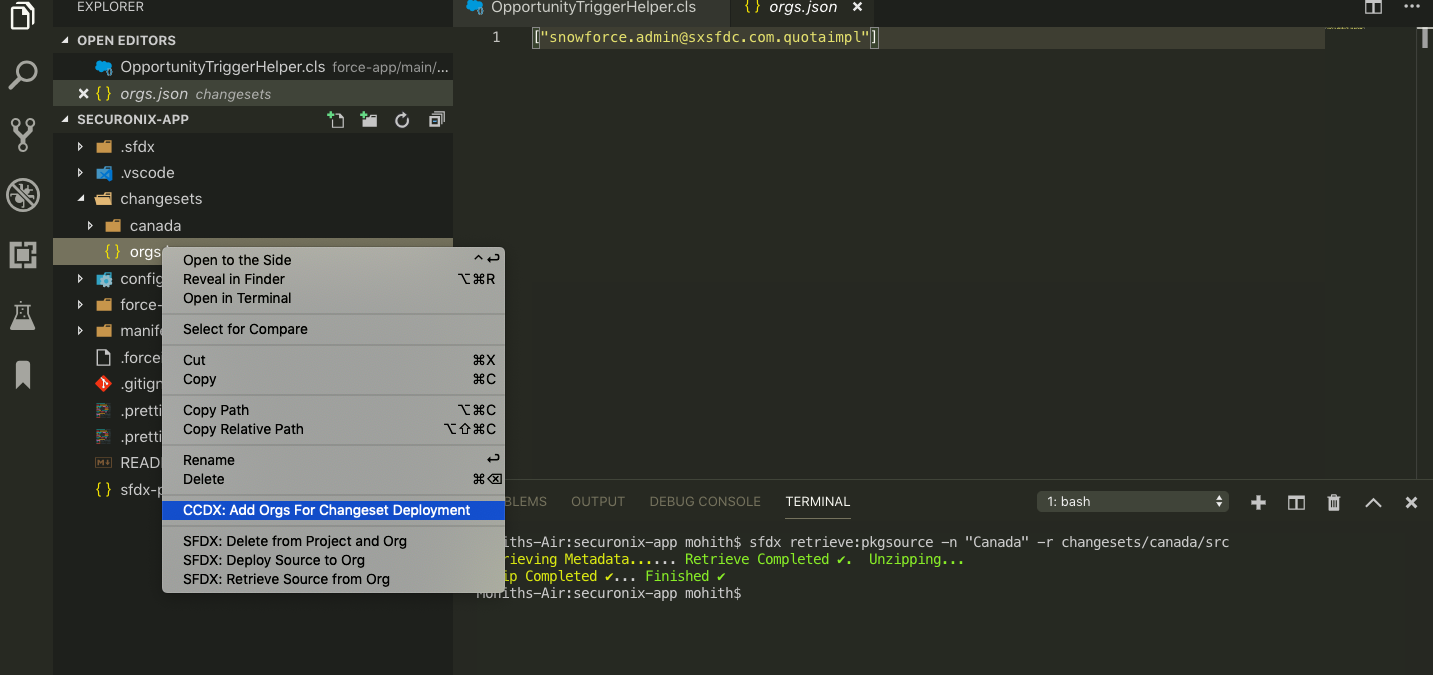 EXPLORER
OpportunityTriggerHelper.cls
{} orgs.json ×
OPEN EDITORS
OpportunityTriggerHelper.cls force-app/main/...
× {} orgs.json changesets
SECURONIX-APP
.sfdx
.vscode
changesets
canada
{} orgs
config
force-
manife
.force
.gitign
.pretti
.pretti
READ
{} sfdx-p
1 ["snowforce.admin@sxsfdc.com.quotaimpl"]
Open to the Side ^↩
Reveal in Finder ⌥⌘R
Open in Terminal
Select for Compare
Cut ⌘X
Copy ⌘C
Copy Path ⌥⌘C
Copy Relative Path ⌥⇧⌘C
Rename ↩
Delete ⌘⌫
CCDX: Add Orgs For Changeset Deployment
SFDX: Delete from Project and Org
SFDX: Deploy Source to Org
SFDX: Retrieve Source from Org
BLEMS OUTPUT DEBUG CONSOLE TERMINAL 1: bash
iths-Air:securonix-app mohith$ sfdx retrieve:pkgsource -n "Canada" -r changesets/canada/src
rieving Metadata...... Retrieve Completed ✔. Unzipping...
ip Completed ✔... Finished ✔
Mohiths-Air:securonix-app mohith$